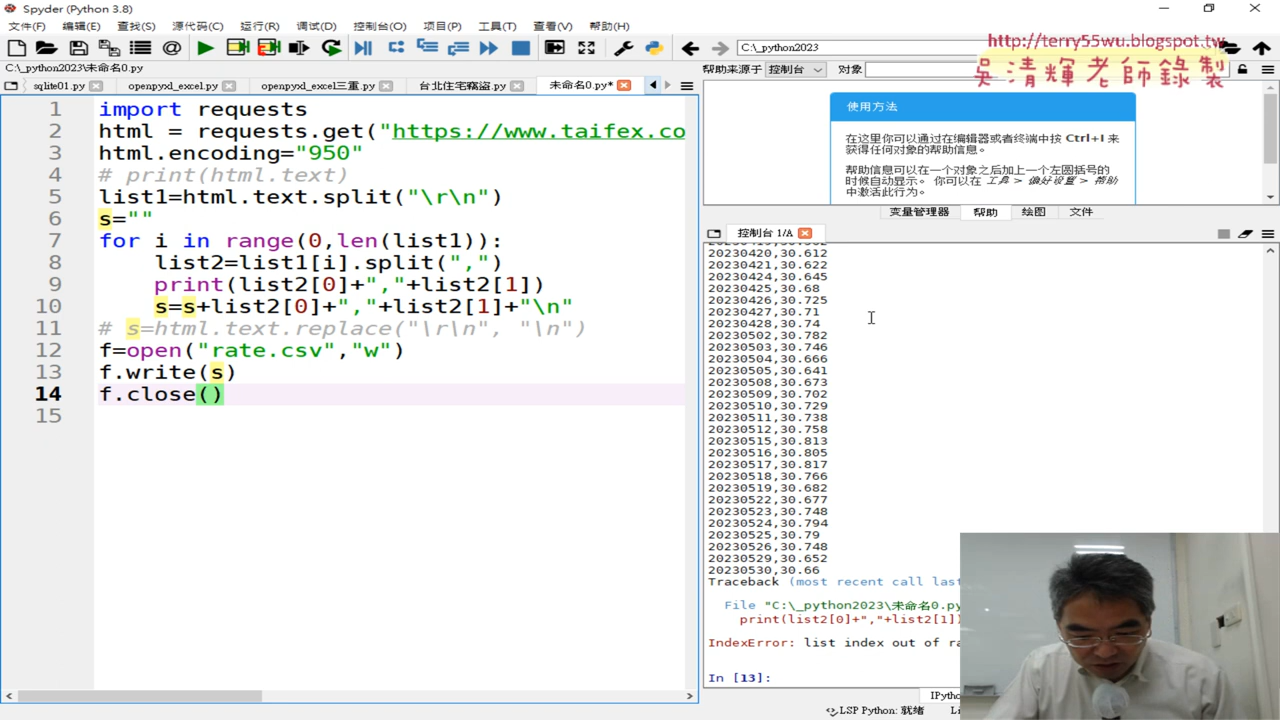 Spyder (Python 3.8)
文件(F) 编辑(E) 查找(S) 源代码(C) 运行(R) 调试(D) 控制台(O) 项目(P) 工具(T) 查看(V) 帮助(H)
C:\_python2023
http://terry55wu.blogspot.tw
吳清輝老師錄製
C:\_python2023\未命名0.py
帮助来源于 控制台 对象
sqlite01.py openpyxl_excel.py openpyxl_excel三重.py 台北住宅竊盜.py 未命名0.py*
1 import requests
2 html = requests.get("https://www.taifex.co
3 html.encoding="950"
4 # print(html.text)
5 list1=html.text.split("\r\n")
6 s=""
7 for i in range(0,len(list1)):
8 list2=list1[i].split(",")
9 print(list2[0]+","+list2[1])
10 s=s+list2[0]+","+list2[1]+"\n"
11 # s=html.text.replace("\r\n", "\n")
12 f=open("rate.csv","w")
13 f.write(s)
14 f.close()
15
使用方法
在这里你可以通过在编辑器或者终端中按 Ctrl+I 来
获得任何对象的帮助信息。
帮助信息可以在一个对象之后加上一个左圆括号的
时候自动显示。 你可以在 工具 > 偏好设置 > 帮助
中激活此行为。
变量管理器 帮助 绘图 文件
控制台 1/A
20230420,30.612
20230421,30.622
20230424,30.645
20230425,30.68
20230426,30.725
20230427,30.71
20230428,30.74
20230502,30.782
20230503,30.746
20230504,30.666
20230505,30.641
20230508,30.673
20230509,30.702
20230510,30.729
20230511,30.738
20230512,30.758
20230515,30.813
20230516,30.805
20230517,30.817
20230518,30.766
20230519,30.682
20230522,30.677
20230523,30.748
20230524,30.794
20230525,30.79
20230526,30.748
20230529,30.652
20230530,30.66
Traceback (most recent call las
File "C:\_python2023\未命名0.py
print(list2[0]+","+list2[1])
IndexError: list index out of ra
In [13]:
IPytho
LSP Python: 就绪